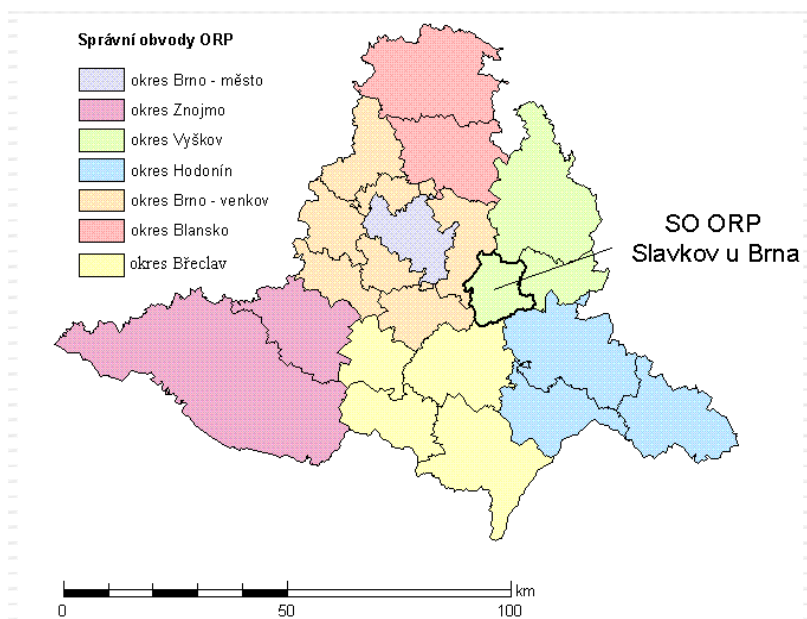 Správní obvody ORP
okres Brno - město
okres Znojmo
okres Vyškov
okres Hodonín
okres Brno - venkov
okres Blansko
okres Břeclav
SO ORP
Slavkov u Brna
km
0 50 100